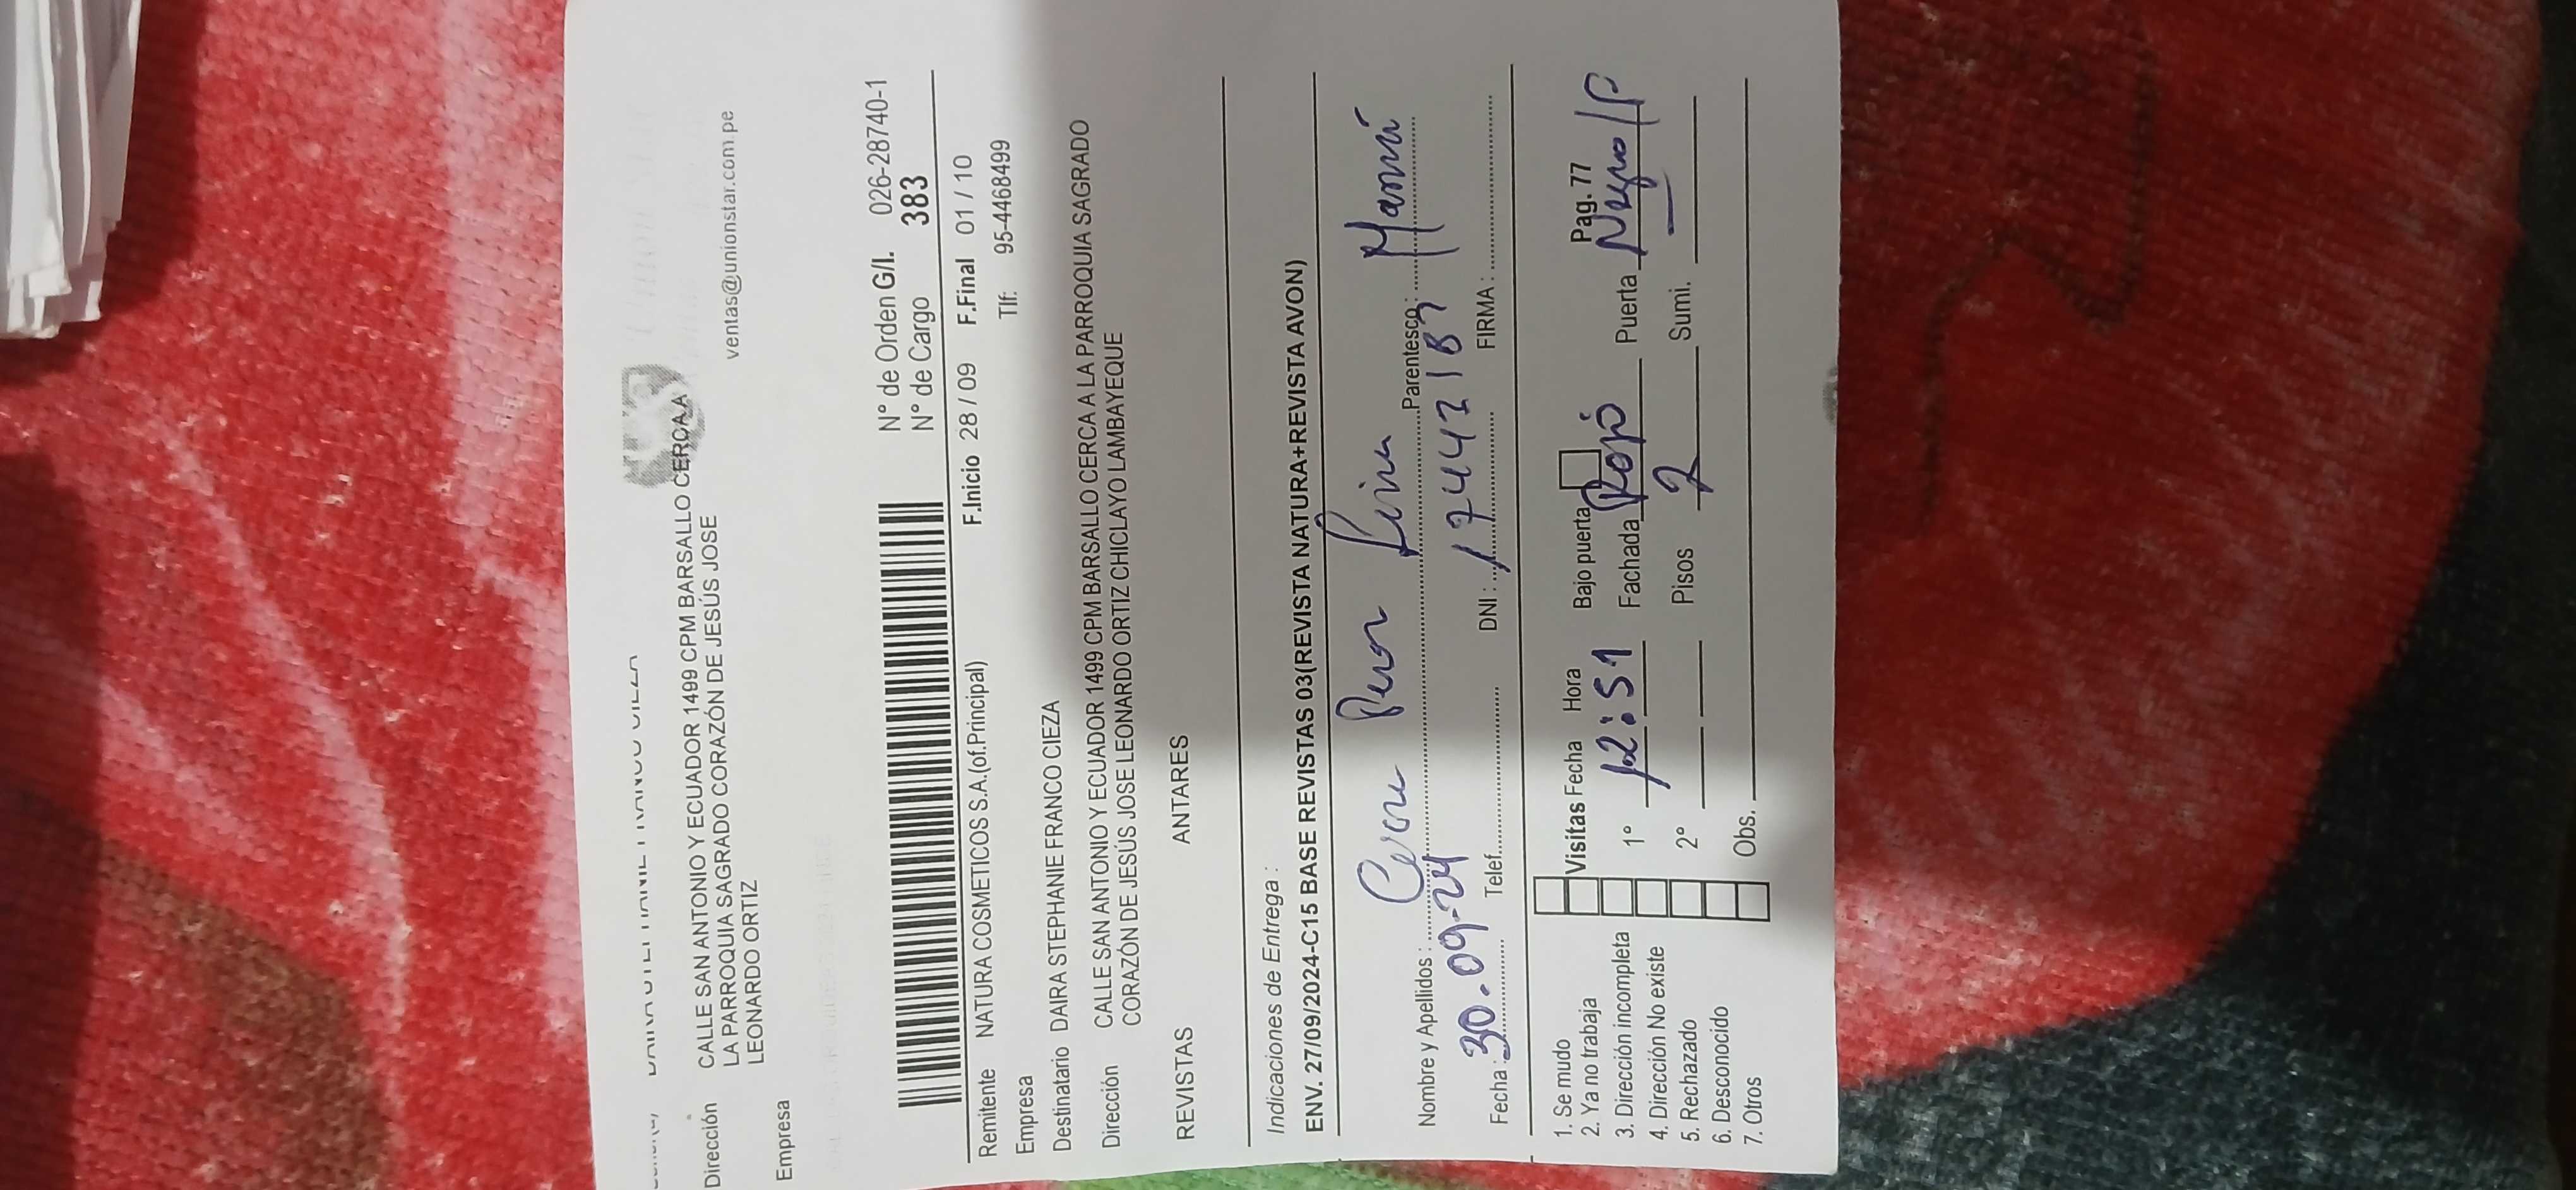 DAIRA STEPHANIE FRANCO CIEZA
Dirección CALLE SAN ANTONIO Y ECUADOR 1499 CPM BARSALLO CERCA A
LA PARROQUIA SAGRADO CORAZÓN DE JESÚS JOSE
LEONARDO ORTIZ
ventas@unionstar.com.pe
Empresa
N° de Orden G/I. 026-28740-1
N° de Cargo 383
F.Inicio 28 / 09 F.Final 01 / 10
Remitente NATURA COSMETICOS S.A.(of.Principal)
Tlf: 95-4468499
Empresa
Destinatario DAIRA STEPHANIE FRANCO CIEZA
Dirección CALLE SAN ANTONIO Y ECUADOR 1499 CPM BARSALLO CERCA A LA PARROQUIA SAGRADO
CORAZÓN DE JESÚS JOSE LEONARDO ORTIZ CHICLAYO LAMBAYEQUE
REVISTAS ANTARES
Indicaciones de Entrega :
ENV. 27/09/2024-C15 BASE REVISTAS 03(REVISTA NATURA+REVISTA AVON)
Nombre y Apellidos : Parentesco : Mamá
Fecha : 30.09.24 Telef. DNI : 17442187 FIRMA :
1. Se mudo
2. Ya no trabaja
3. Dirección incompleta
4. Dirección No existe
5. Rechazado
6. Desconocido
7. Otros
Visitas Fecha Hora Bajo puerta Pag. 77
1° 12:51 Fachada Rojo Puerta Negro/P
2° Pisos 2 Sumi. —
Obs.